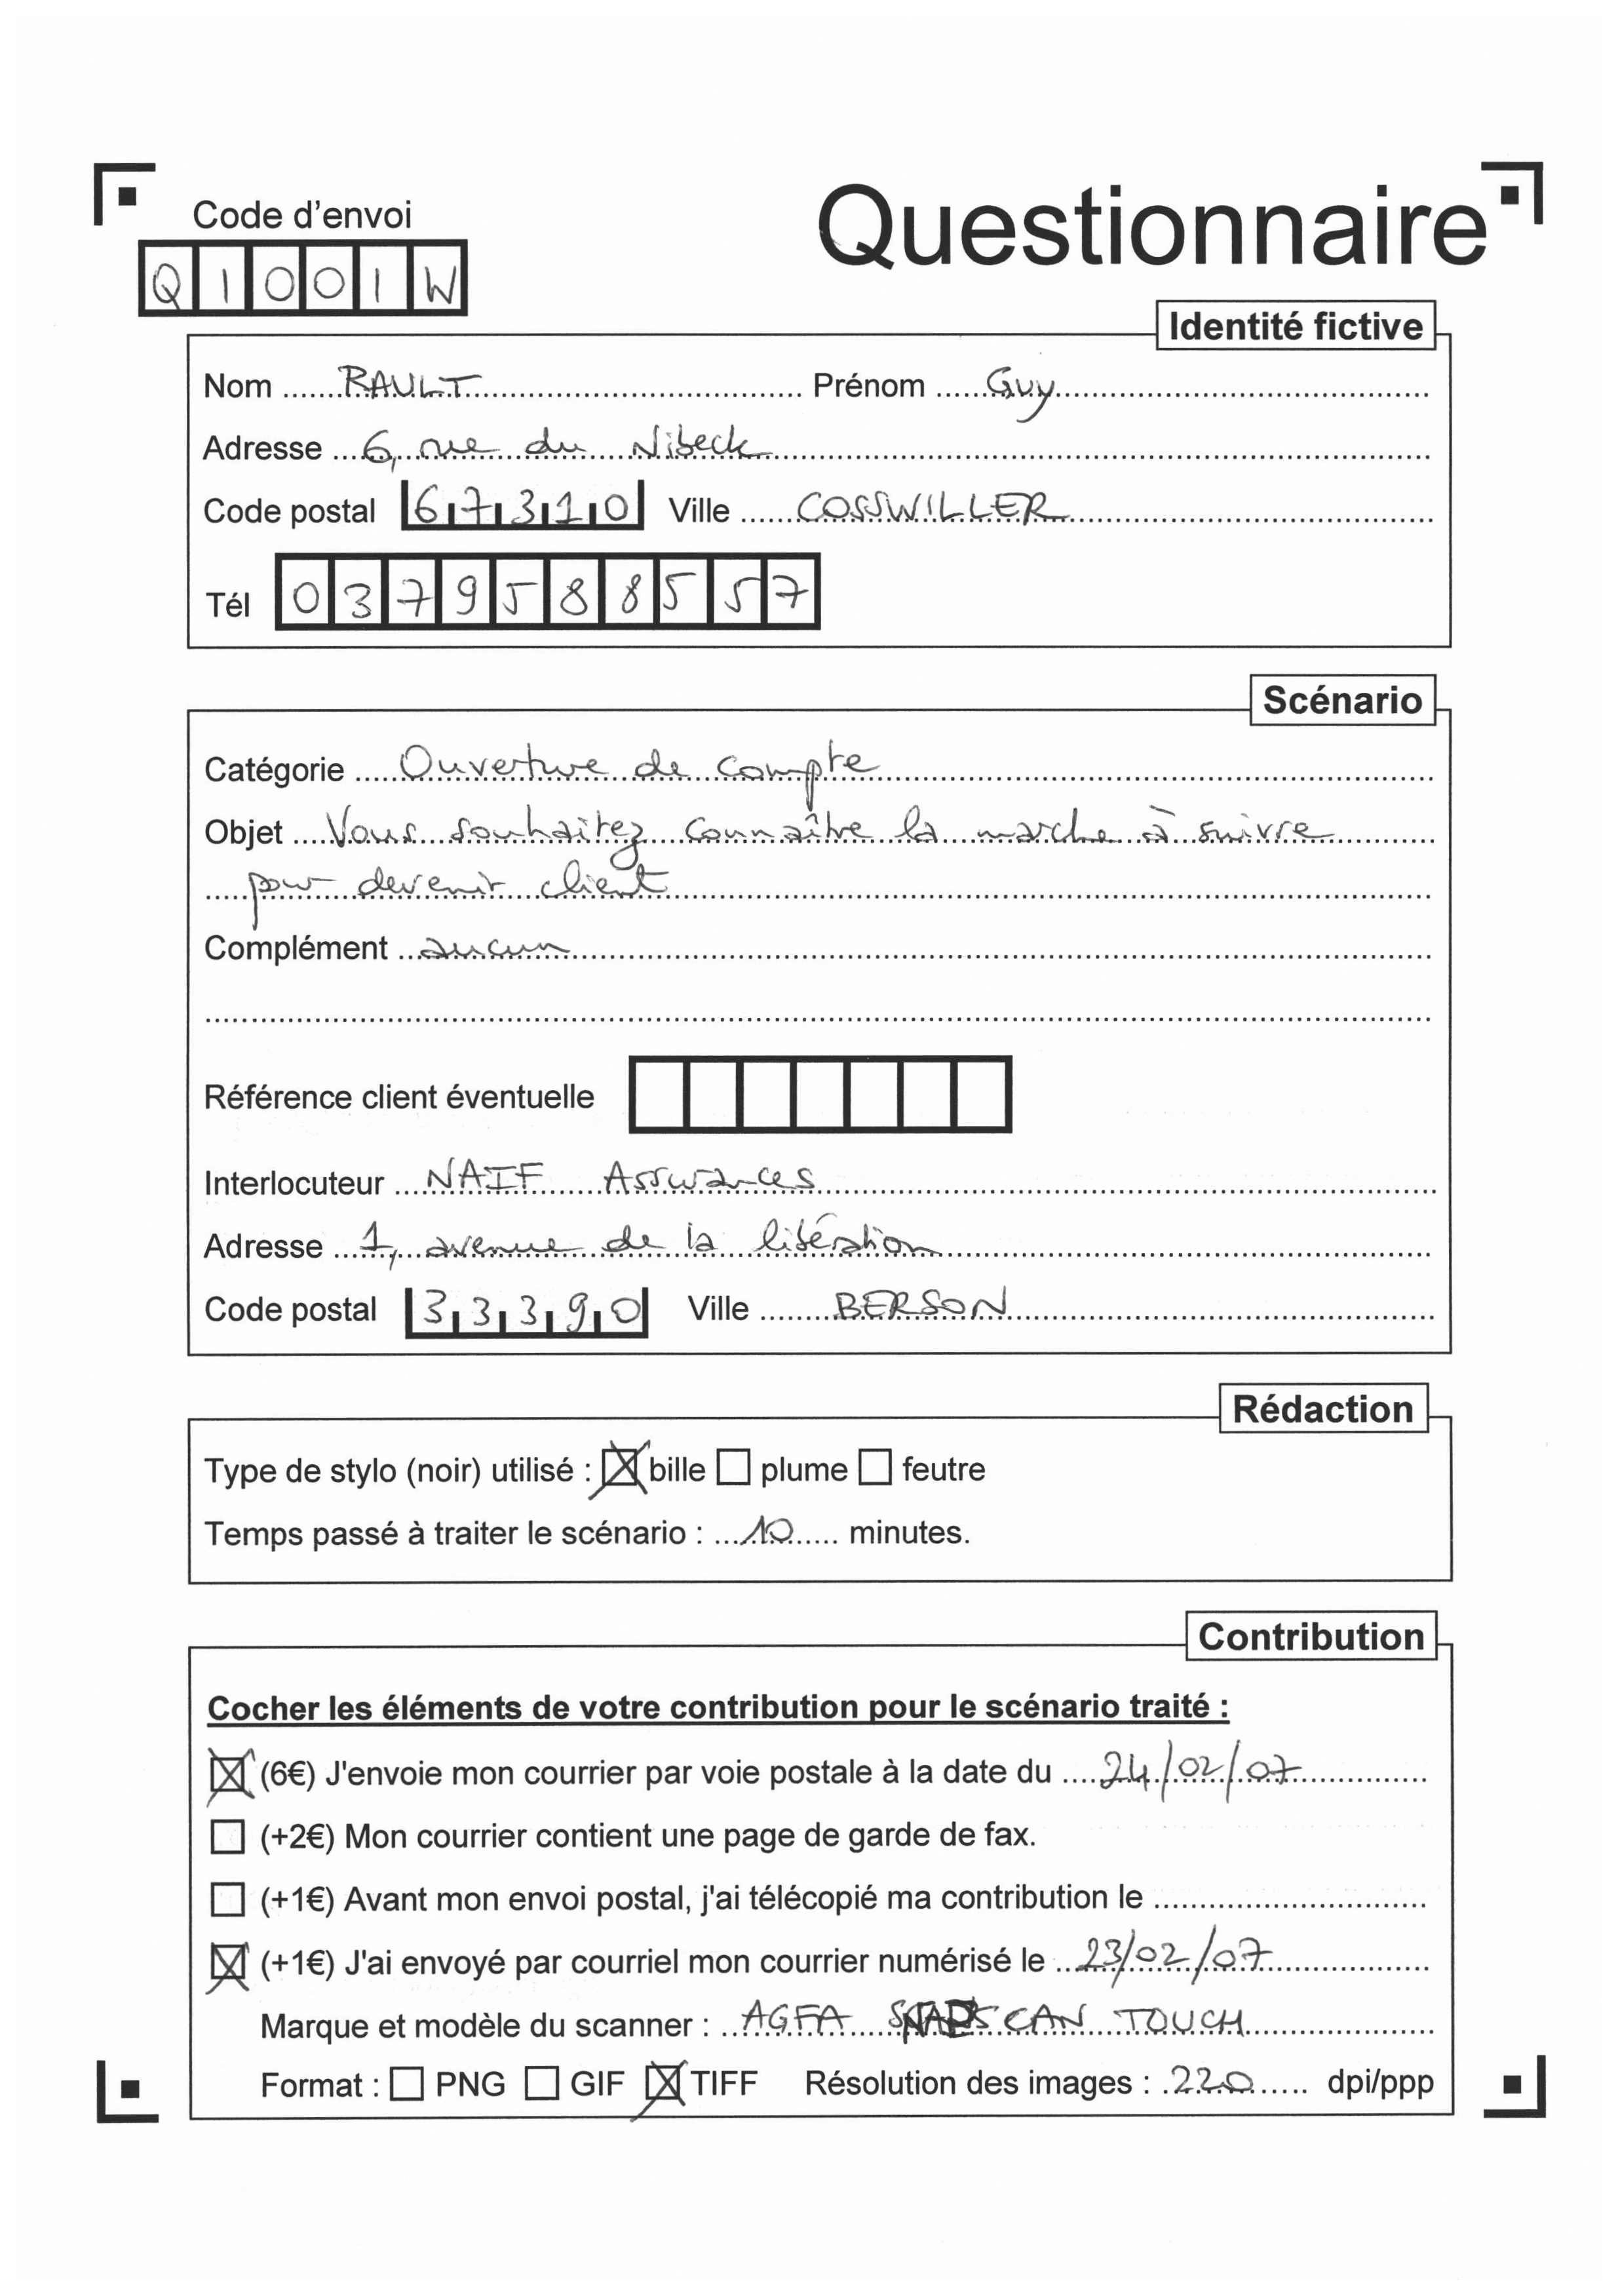 Code d'envoi
Questionnaire
Q1001W
Identité fictive
Nom RAULT Prénom Guy
Adresse 6, rue du Nibeck
Code postal 67310 Ville COSSWILLER
Tél 0379588557
Scénario
Catégorie Ouverture de compte
Objet Vous souhaitez connaître la marche à suivre
pour devenir client
Complément aucun
Référence client éventuelle
Interlocuteur NAIF Assurances
Adresse 1, avenue de la libération
Code postal 33390 Ville BERSON
Rédaction
Type de stylo (noir) utilisé : bille plume feutre
Temps passé à traiter le scénario : 10 minutes.
Contribution
Cocher les éléments de votre contribution pour le scénario traité :
(6€) J'envoie mon courrier par voie postale à la date du 24/02/07
(+2€) Mon courrier contient une page de garde de fax.
(+1€) Avant mon envoi postal, j'ai télécopié ma contribution le
(+1€) J'ai envoyé par courriel mon courrier numérisé le 23/02/07
Marque et modèle du scanner : AGFA SNAPSCAN TOUCH
Format : PNG GIF TIFF Résolution des images : 220 dpi/ppp